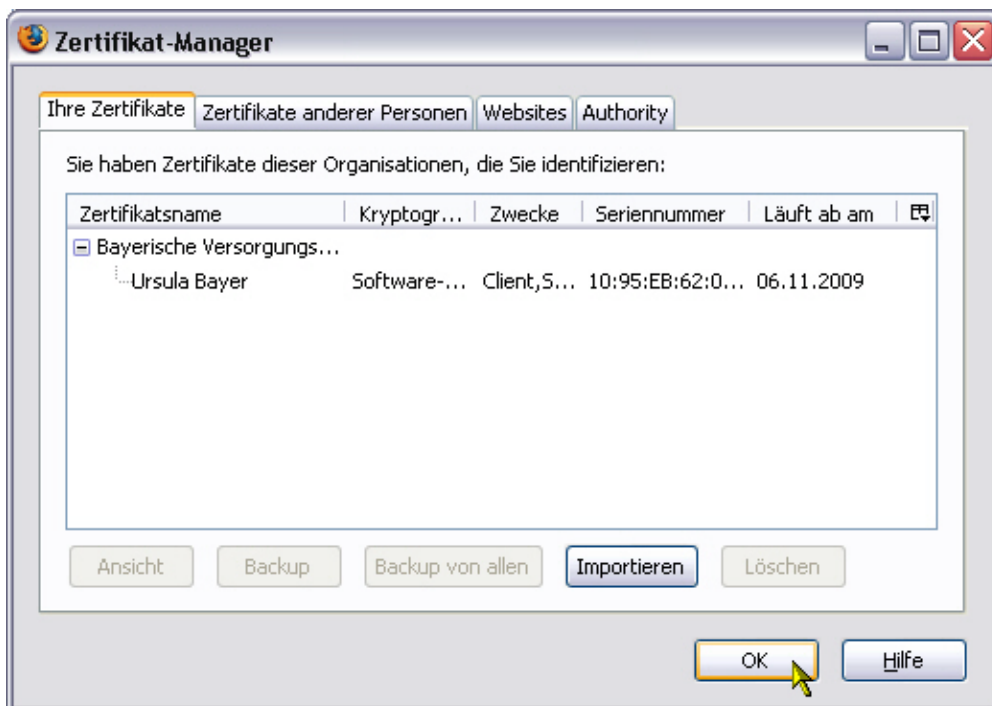 Zertifikat-Manager
Ihre Zertifikate Zertifikate anderer Personen Websites Authority
Sie haben Zertifikate dieser Organisationen, die Sie identifizieren:
Zertifikatsname Kryptogr... Zwecke Seriennummer Läuft ab am
Bayerische Versorgungs...
Ursula Bayer Software-... Client,S... 10:95:EB:62:0... 06.11.2009
Ansicht Backup Backup von allen Importieren Löschen
OK Hilfe